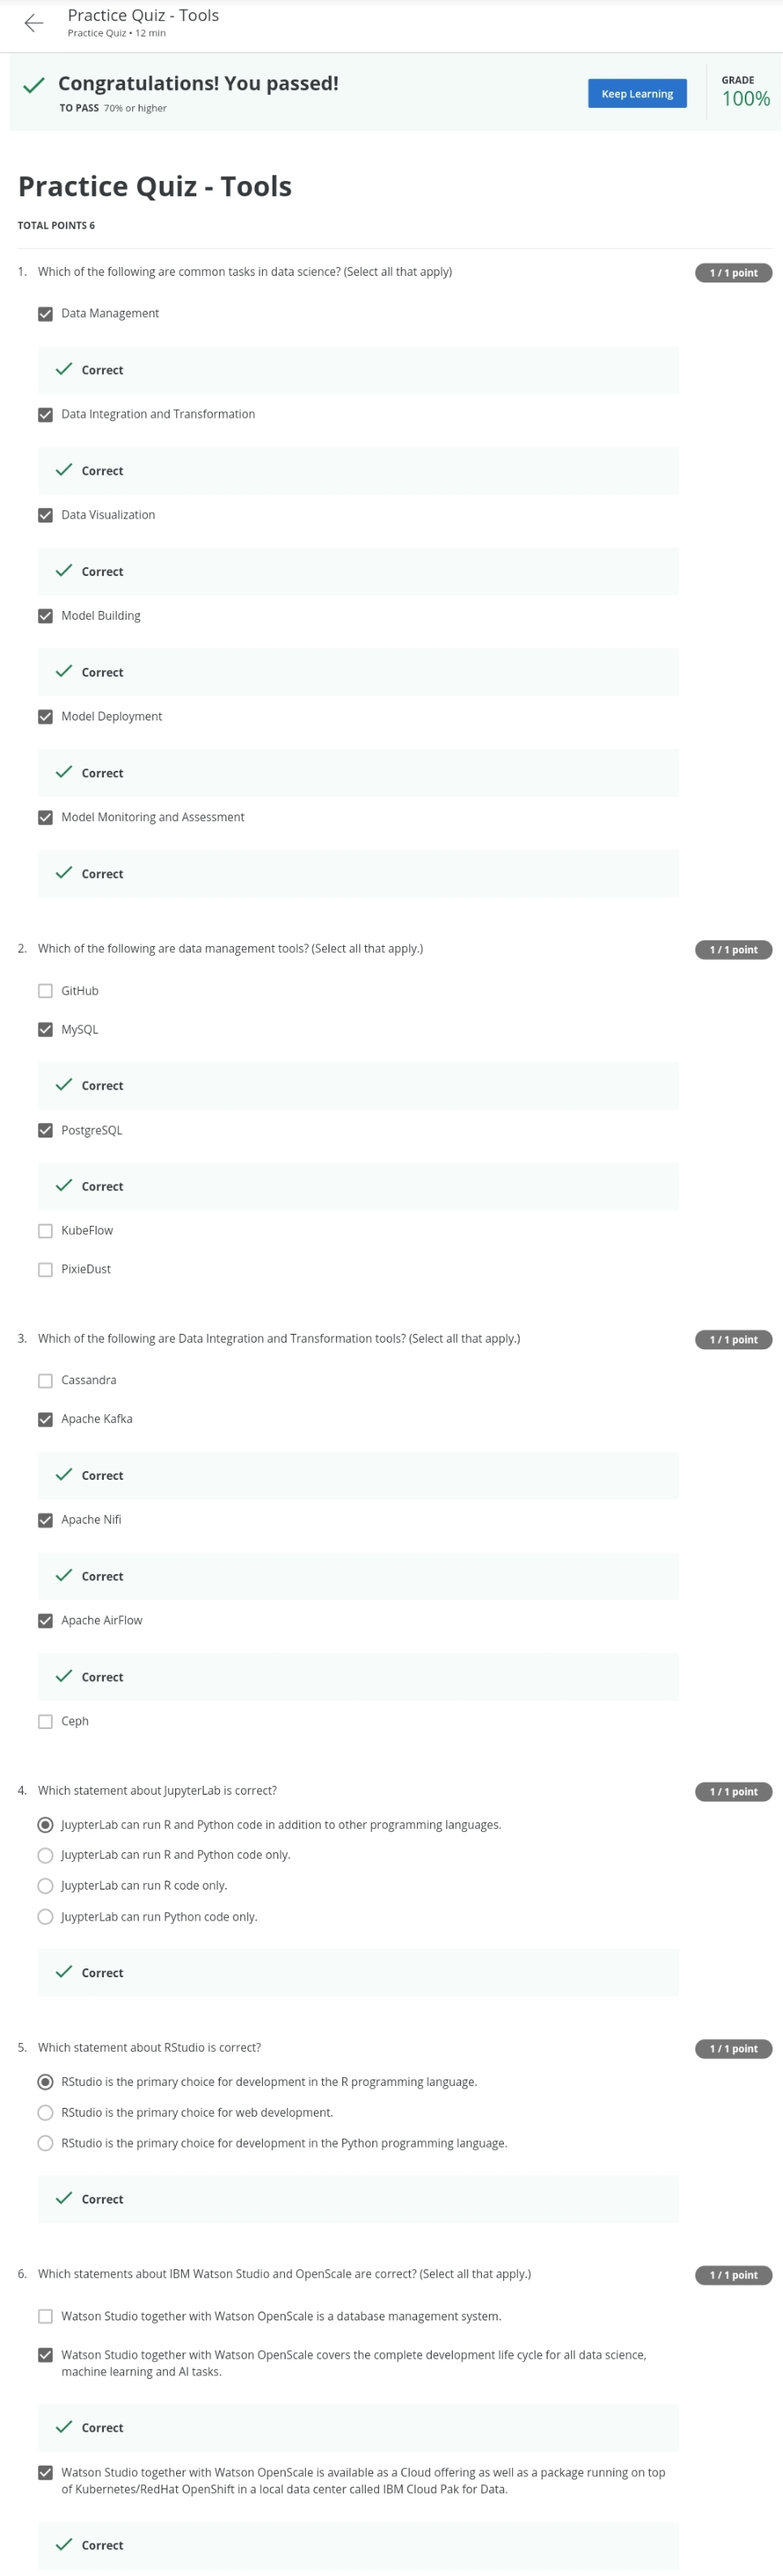 Practice Quiz - Tools
Practice Quiz • 12 min
Congratulations! You passed!
TO PASS 70% or higher
Keep Learning
GRADE
100%
Practice Quiz - Tools
TOTAL POINTS 6
1. Which of the following are common tasks in data science? (Select all that apply)
1 / 1 point
Data Management
Correct
Data Integration and Transformation
Correct
Data Visualization
Correct
Model Building
Correct
Model Deployment
Correct
Model Monitoring and Assessment
Correct
2. Which of the following are data management tools? (Select all that apply.)
1 / 1 point
GitHub
MySQL
Correct
PostgreSQL
Correct
KubeFlow
PixieDust
3. Which of the following are Data Integration and Transformation tools? (Select all that apply.)
1 / 1 point
Cassandra
Apache Kafka
Correct
Apache Nifi
Correct
Apache AirFlow
Correct
Ceph
4. Which statement about JupyterLab is correct?
1 / 1 point
JuypterLab can run R and Python code in addition to other programming languages.
JuypterLab can run R and Python code only.
JuypterLab can run R code only.
JuypterLab can run Python code only.
Correct
5. Which statement about RStudio is correct?
1 / 1 point
RStudio is the primary choice for development in the R programming language.
RStudio is the primary choice for web development.
RStudio is the primary choice for development in the Python programming language.
Correct
6. Which statements about IBM Watson Studio and OpenScale are correct? (Select all that apply.)
1 / 1 point
Watson Studio together with Watson OpenScale is a database management system.
Watson Studio together with Watson OpenScale covers the complete development life cycle for all data science,
machine learning and AI tasks.
Correct
Watson Studio together with Watson OpenScale is available as a Cloud offering as well as a package running on top
of Kubernetes/RedHat OpenShift in a local data center called IBM Cloud Pak for Data.
Correct